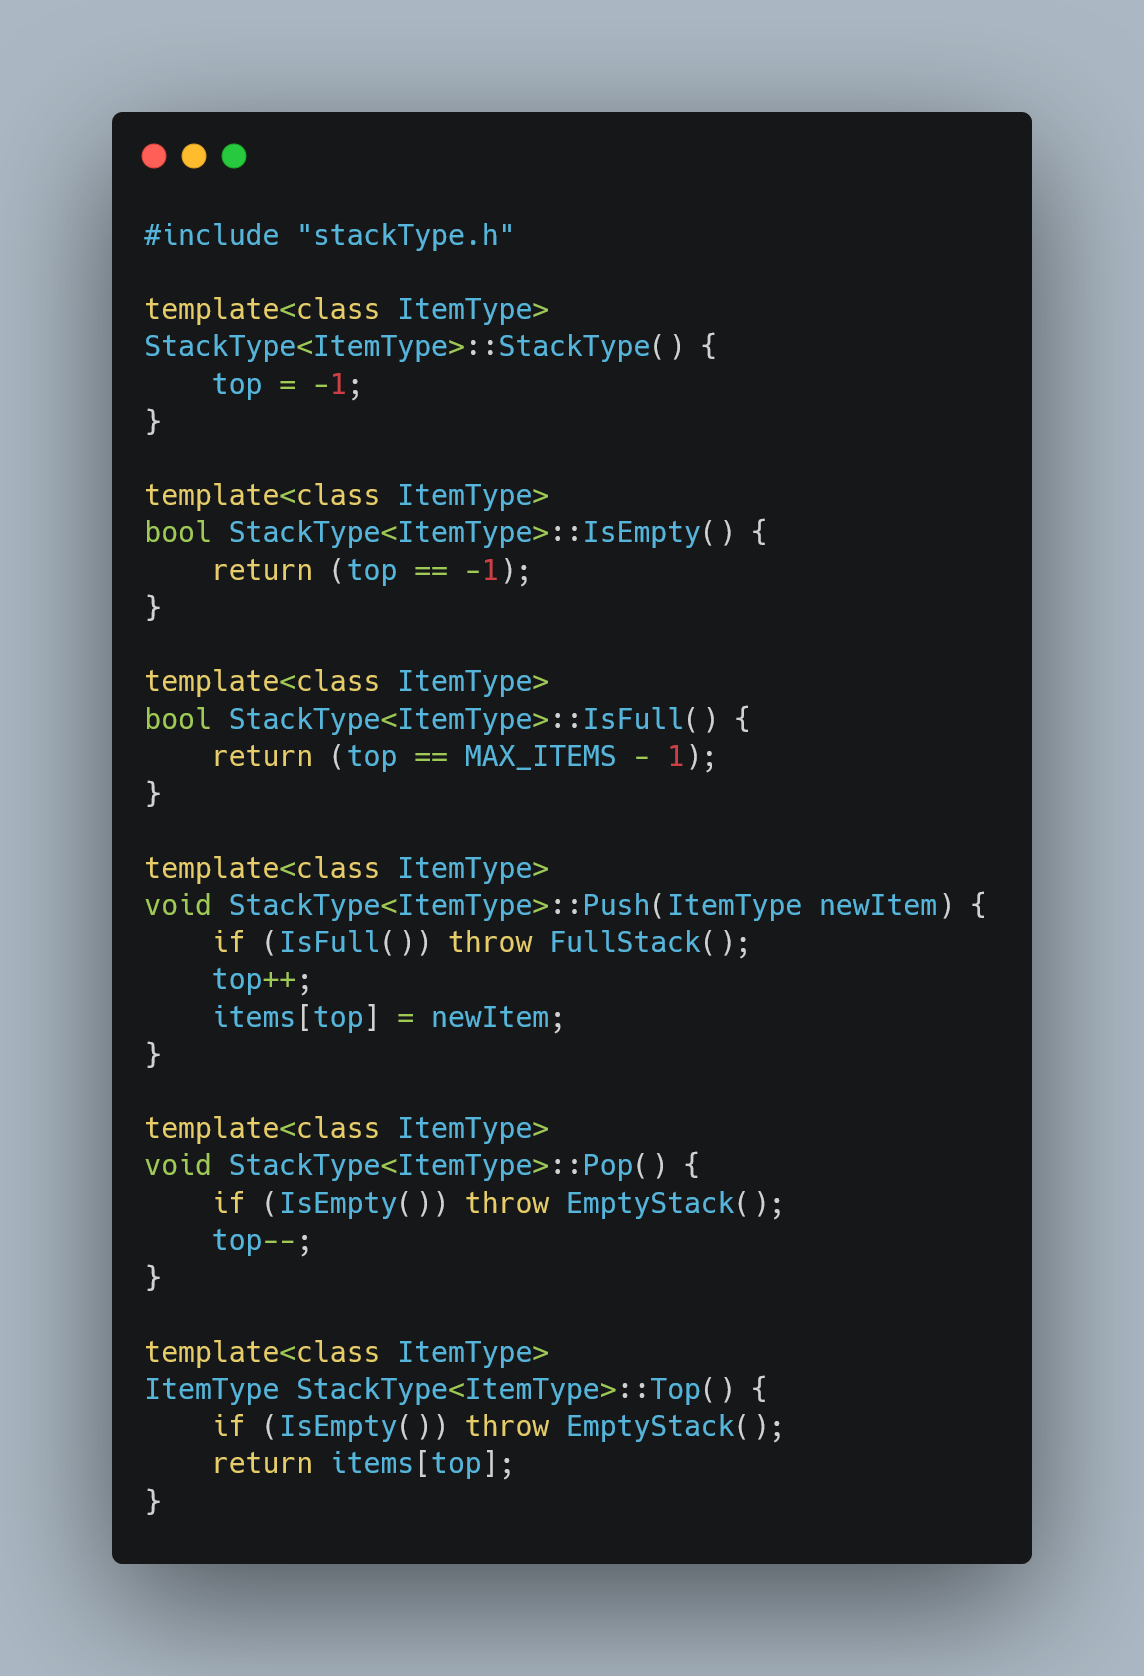 #include "stackType.h"
template<class ItemType>
StackType<ItemType>::StackType() {
    top = -1;
}
template<class ItemType>
bool StackType<ItemType>::IsEmpty() {
    return (top == -1);
}
template<class ItemType>
bool StackType<ItemType>::IsFull() {
    return (top == MAX_ITEMS - 1);
}
template<class ItemType>
void StackType<ItemType>::Push(ItemType newItem) {
    if (IsFull()) throw FullStack();
    top++;
    items[top] = newItem;
}
template<class ItemType>
void StackType<ItemType>::Pop() {
    if (IsEmpty()) throw EmptyStack();
    top--;
}
template<class ItemType>
ItemType StackType<ItemType>::Top() {
    if (IsEmpty()) throw EmptyStack();
    return items[top];
}